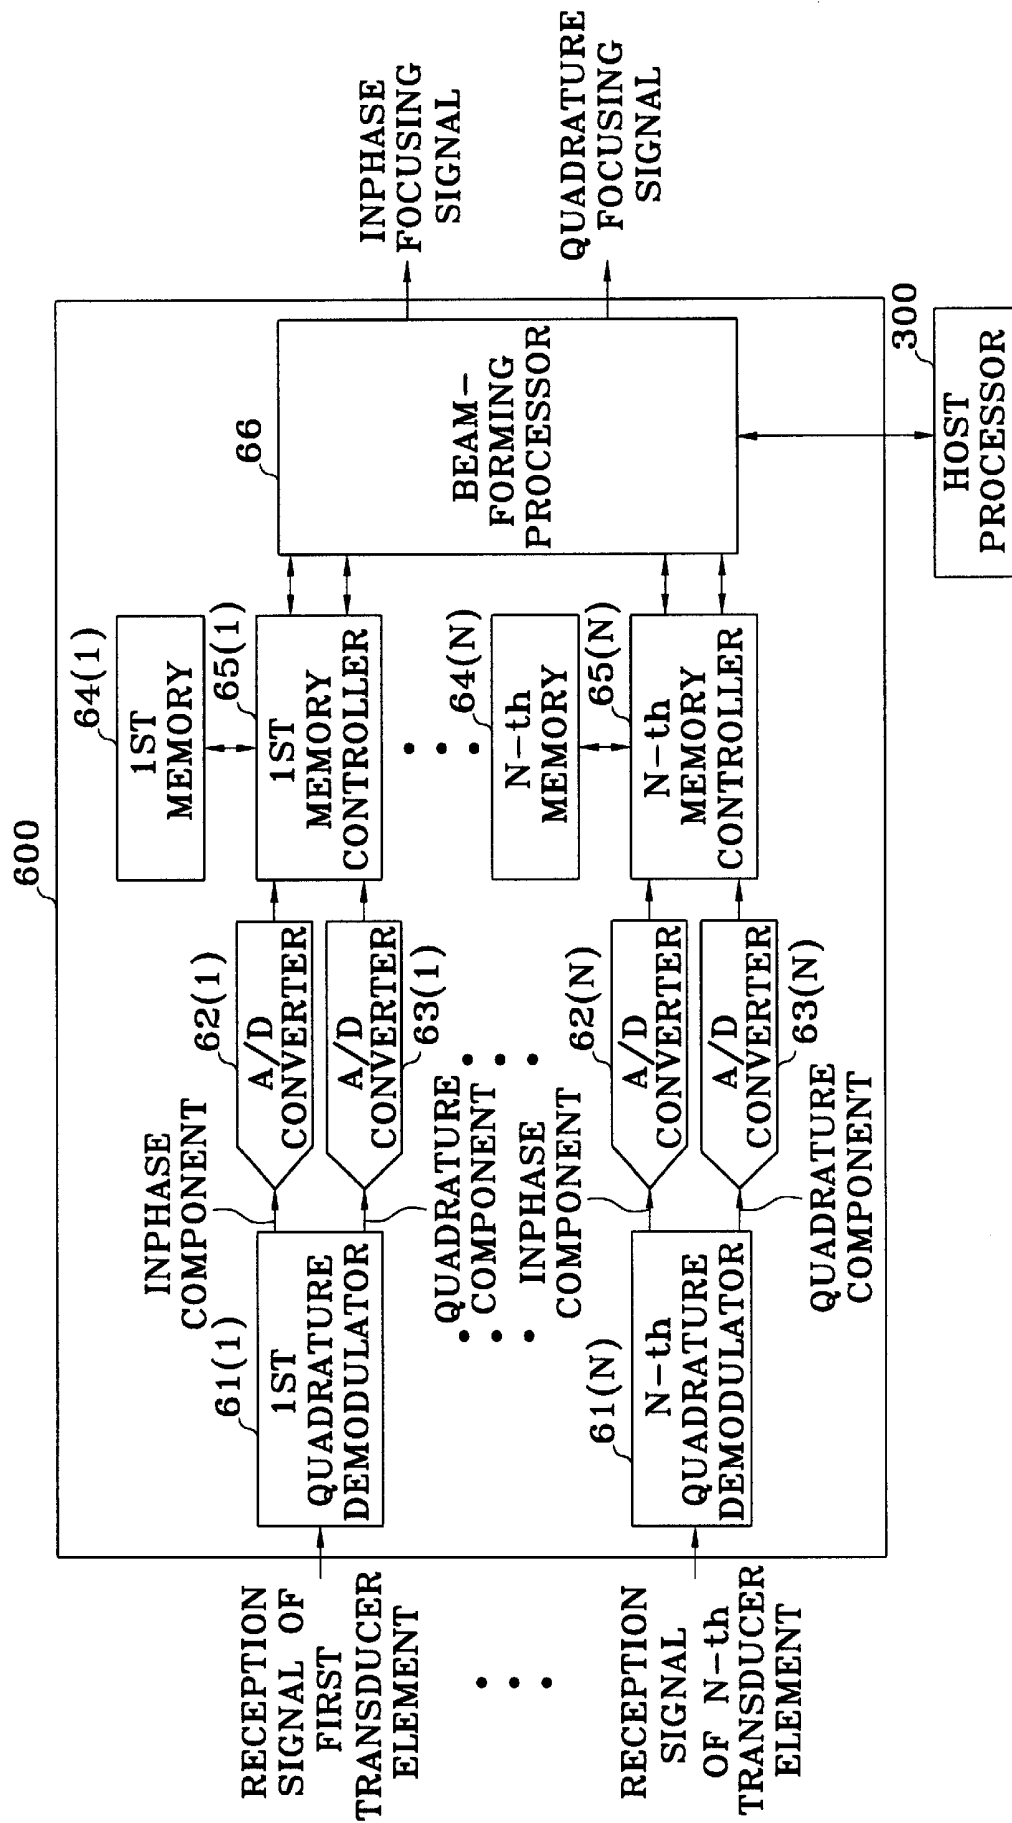 600
RECEPTION
SIGNAL OF
FIRST
TRANSDUCER
ELEMENT
61(1)
1ST
QUADRATURE
DEMODULATOR
INPHASE
COMPONENT
QUADRATURE
COMPONENT
62(1)
A/D
CONVERTER
A/D
CONVERTER
63(1)
64(1)
1ST
MEMORY
65(1)
1ST
MEMORY
CONTROLLER
66
BEAM-
FORMING
PROCESSOR
INPHASE
FOCUSING
SIGNAL
QUADRATURE
FOCUSING
SIGNAL
RECEPTION
SIGNAL
OF N-th
TRANSDUCER
ELEMENT
61(N)
N-th
QUADRATURE
DEMODULATOR
INPHASE
COMPONENT
QUADRATURE
COMPONENT
62(N)
A/D
CONVERTER
A/D
CONVERTER
63(N)
64(N)
N-th
MEMORY
65(N)
N-th
MEMORY
CONTROLLER
300
HOST
PROCESSOR